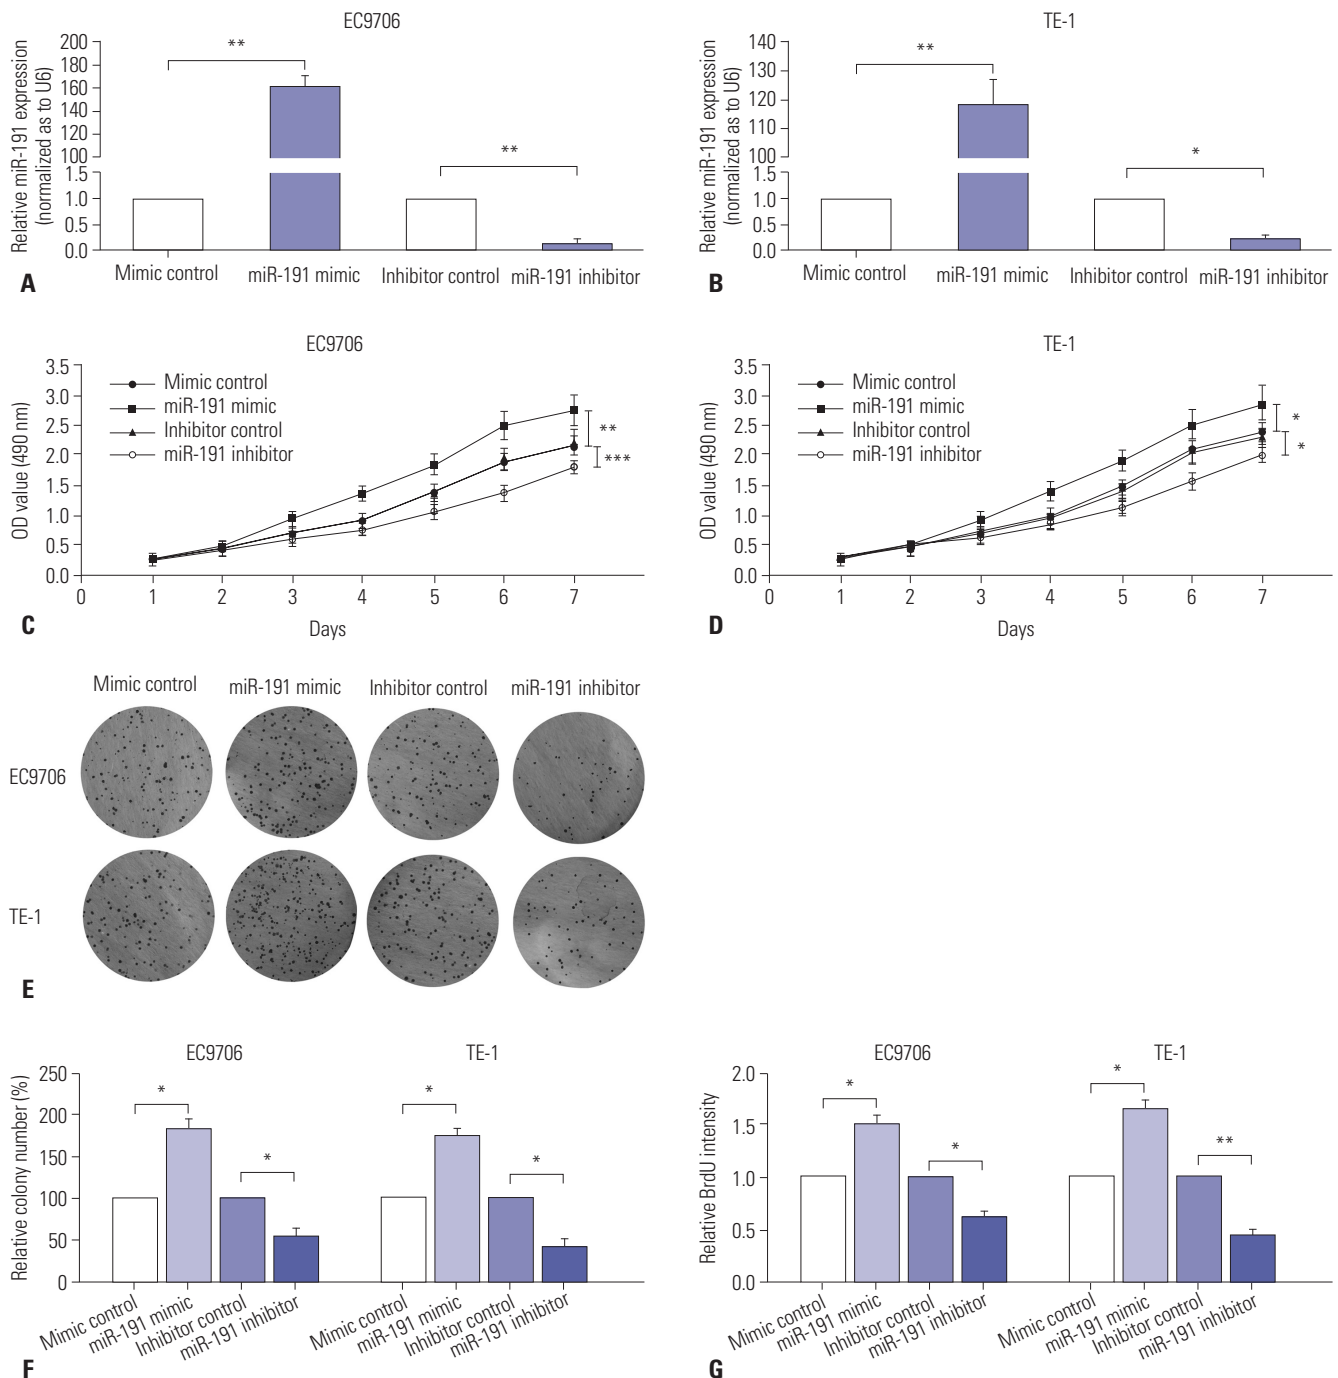 EC9706
Relative miR-191 expression
(normalized as to U6)
200
180
160
140
120
100
1.5
1.0
0.5
0.0
**
**
Mimic control
miR-191 mimic
Inhibitor control
miR-191 inhibitor
A
TE-1
Relative miR-191 expression
(normalized as to U6)
140
130
120
110
100
1.5
1.0
0.5
0.0
**
*
Mimic control
miR-191 mimic
Inhibitor control
miR-191 inhibitor
B
EC9706
OD value (490 nm)
3.5
3.0
2.5
2.0
1.5
1.0
0.5
0.0
Mimic control
miR-191 mimic
Inhibitor control
miR-191 inhibitor
**
***
0 1 2 3 4 5 6 7
Days
C
TE-1
OD value (490 nm)
3.5
3.0
2.5
2.0
1.5
1.0
0.5
0.0
Mimic control
miR-191 mimic
Inhibitor control
miR-191 inhibitor
*
*
0 1 2 3 4 5 6 7
Days
D
Mimic control miR-191 mimic Inhibitor control miR-191 inhibitor
EC9706
TE-1
E
EC9706
TE-1
Relative colony number (%)
250
200
150
100
50
0
*
*
*
*
Mimic control
miR-191 mimic
Inhibitor control
miR-191 inhibitor
Mimic control
miR-191 mimic
Inhibitor control
miR-191 inhibitor
F
EC9706
TE-1
Relative BrdU intensity
2.0
1.5
1.0
0.5
0.0
*
*
*
**
Mimic control
miR-191 mimic
Inhibitor control
miR-191 inhibitor
Mimic control
miR-191 mimic
Inhibitor control
miR-191 inhibitor
G